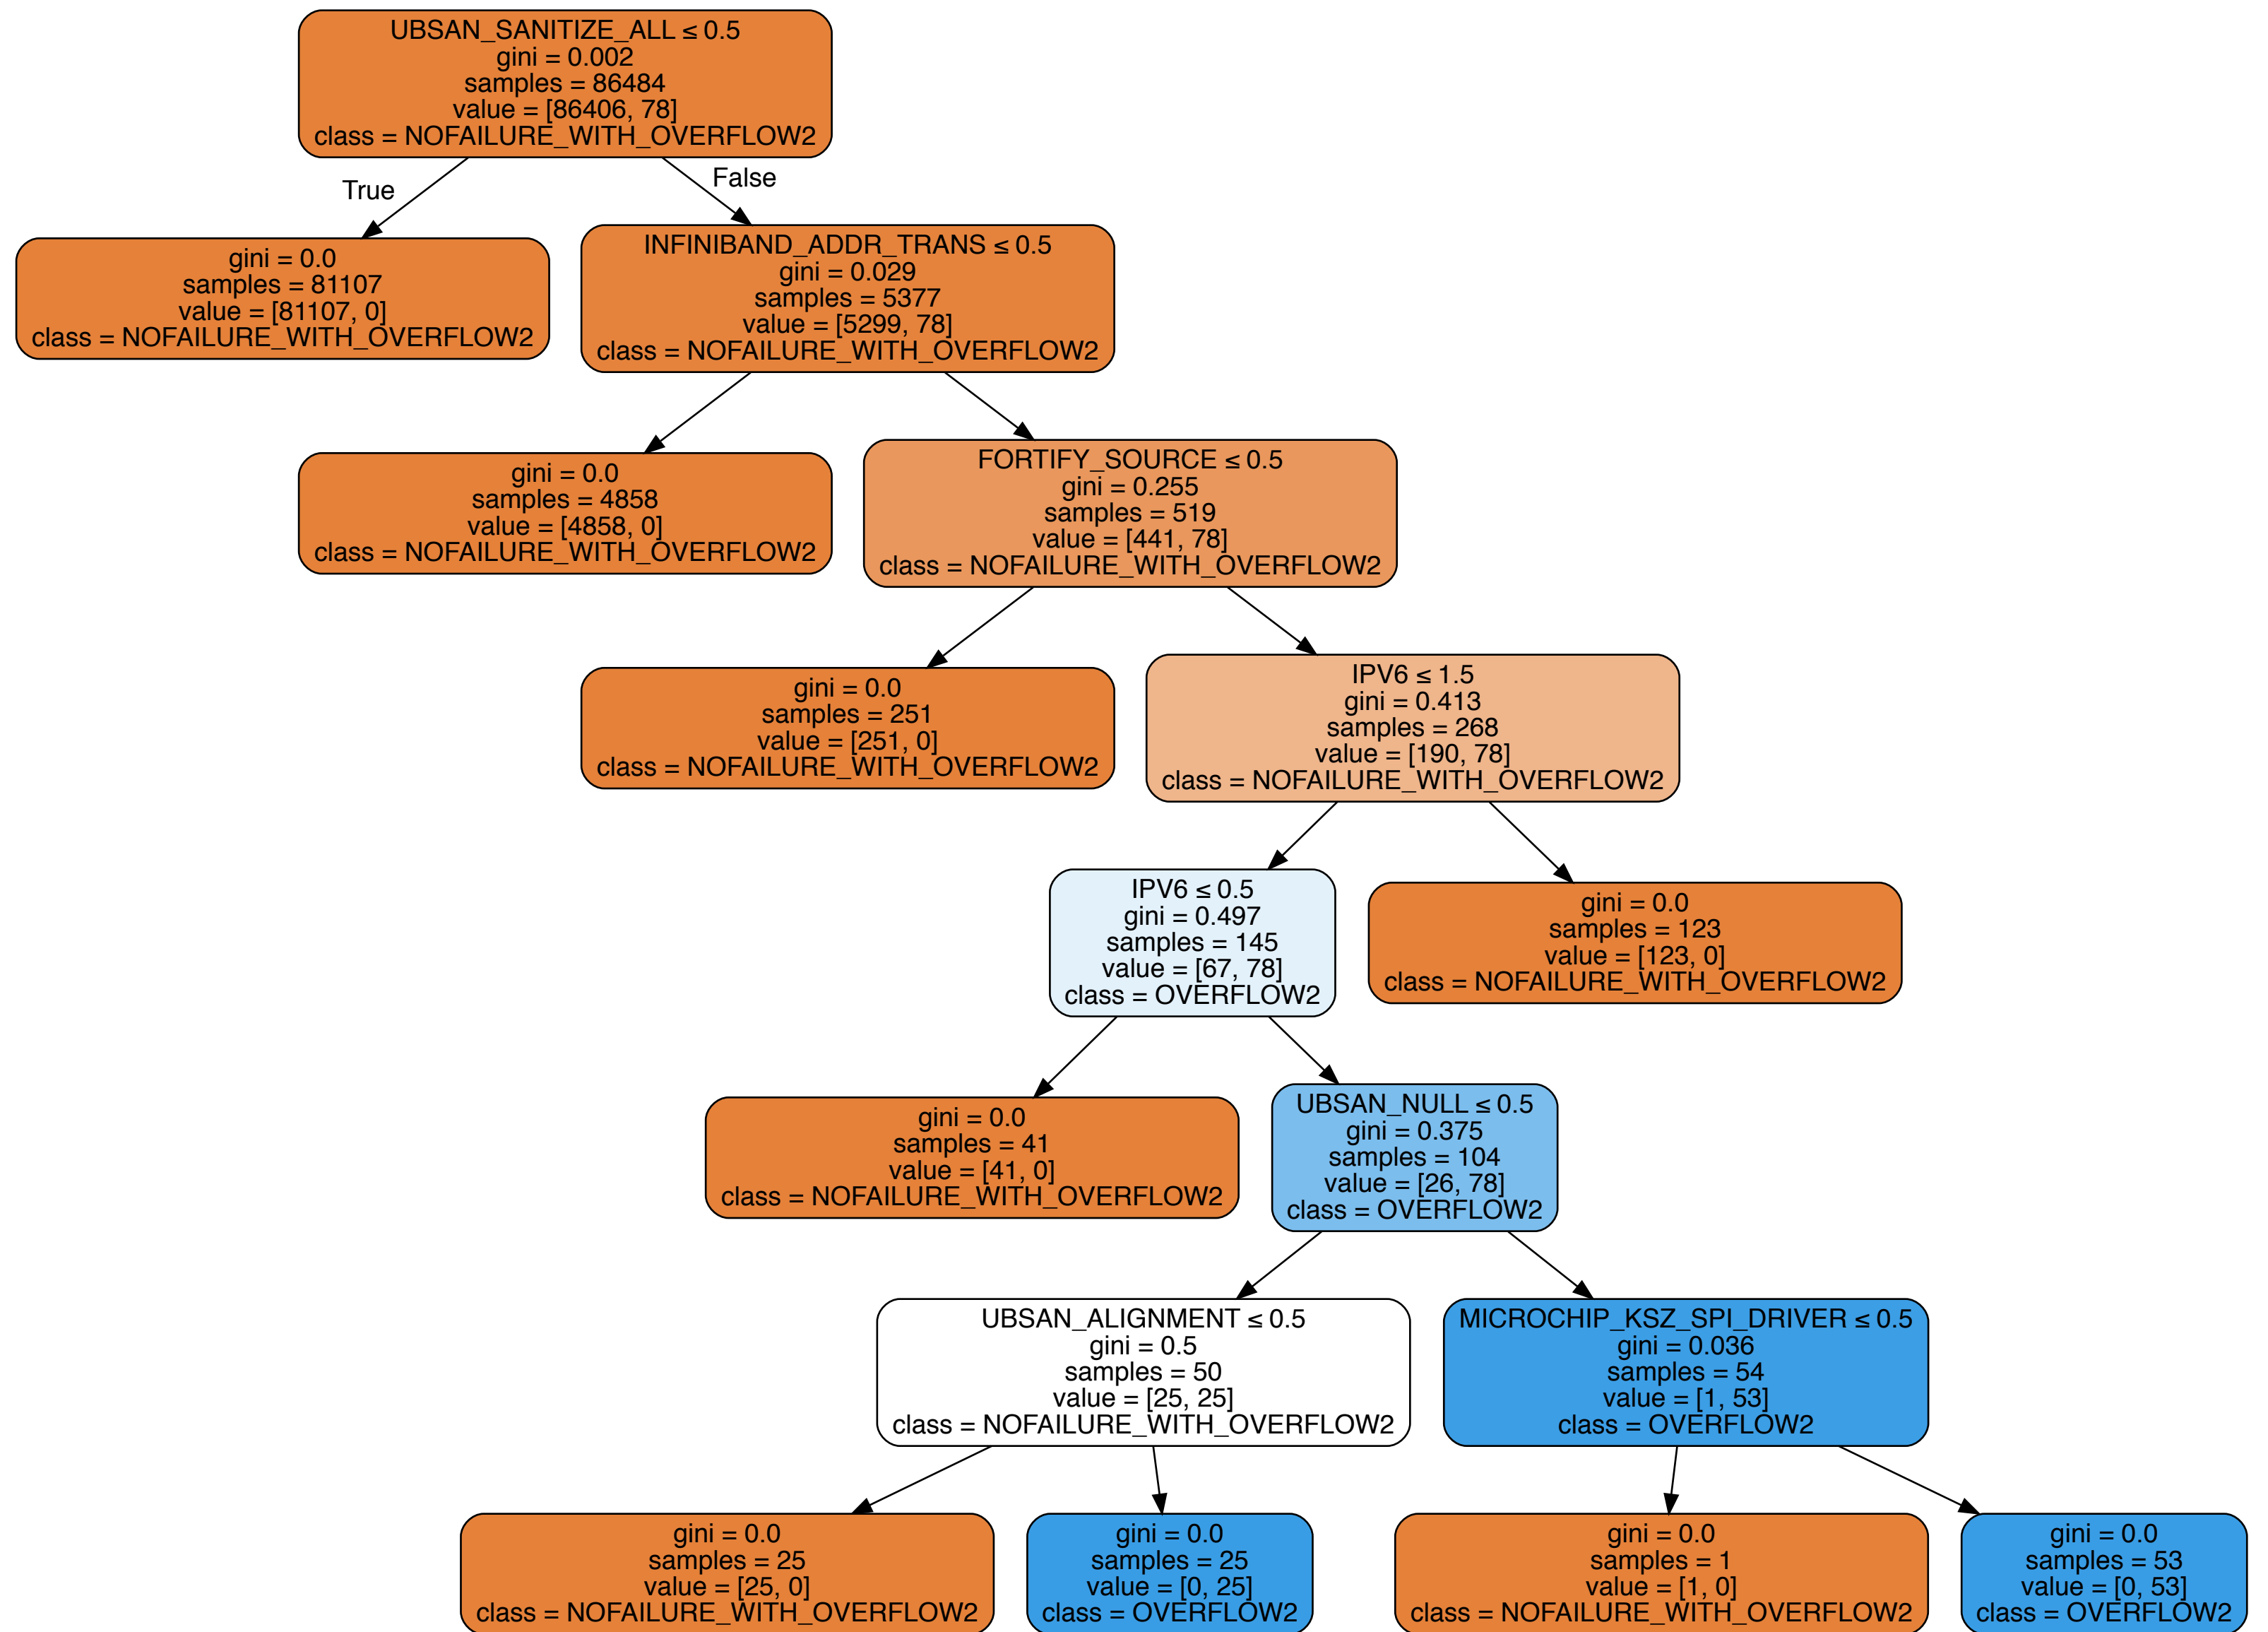 UBSAN_SANITIZE_ALL ≤ 0.5
gini = 0.002
samples = 86484
value = [86406, 78]
class = NOFAILURE_WITH_OVERFLOW2
True
False
gini = 0.0
samples = 81107
value = [81107, 0]
class = NOFAILURE_WITH_OVERFLOW2
INFINIBAND_ADDR_TRANS ≤ 0.5
gini = 0.029
samples = 5377
value = [5299, 78]
class = NOFAILURE_WITH_OVERFLOW2
gini = 0.0
samples = 4858
value = [4858, 0]
class = NOFAILURE_WITH_OVERFLOW2
FORTIFY_SOURCE ≤ 0.5
gini = 0.255
samples = 519
value = [441, 78]
class = NOFAILURE_WITH_OVERFLOW2
gini = 0.0
samples = 251
value = [251, 0]
class = NOFAILURE_WITH_OVERFLOW2
IPV6 ≤ 1.5
gini = 0.413
samples = 268
value = [190, 78]
class = NOFAILURE_WITH_OVERFLOW2
IPV6 ≤ 0.5
gini = 0.497
samples = 145
value = [67, 78]
class = OVERFLOW2
gini = 0.0
samples = 123
value = [123, 0]
class = NOFAILURE_WITH_OVERFLOW2
gini = 0.0
samples = 41
value = [41, 0]
class = NOFAILURE_WITH_OVERFLOW2
UBSAN_NULL ≤ 0.5
gini = 0.375
samples = 104
value = [26, 78]
class = OVERFLOW2
UBSAN_ALIGNMENT ≤ 0.5
gini = 0.5
samples = 50
value = [25, 25]
class = NOFAILURE_WITH_OVERFLOW2
MICROCHIP_KSZ_SPI_DRIVER ≤ 0.5
gini = 0.036
samples = 54
value = [1, 53]
class = OVERFLOW2
gini = 0.0
samples = 25
value = [25, 0]
class = NOFAILURE_WITH_OVERFLOW2
gini = 0.0
samples = 25
value = [0, 25]
class = OVERFLOW2
gini = 0.0
samples = 1
value = [1, 0]
class = NOFAILURE_WITH_OVERFLOW2
gini = 0.0
samples = 53
value = [0, 53]
class = OVERFLOW2